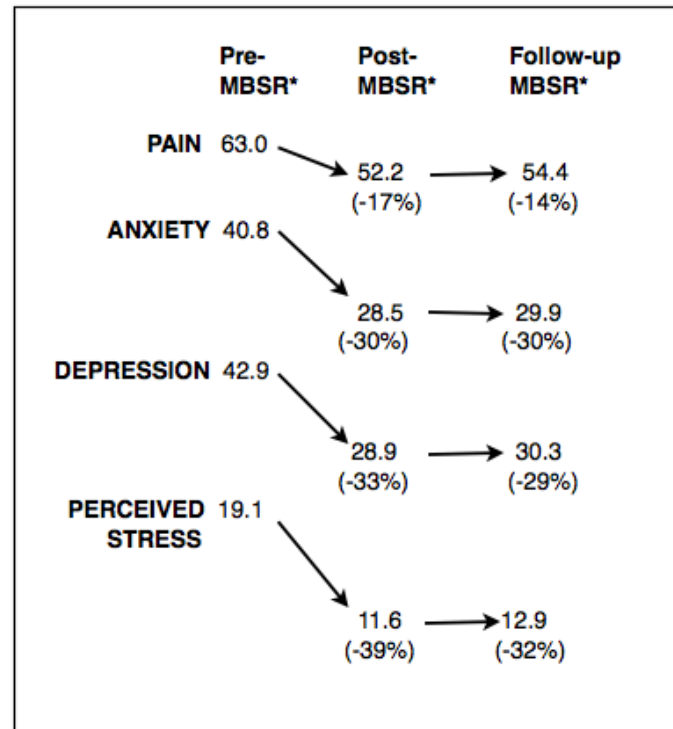 Pre- Post- Follow-up
MBSR* MBSR* MBSR*
PAIN 63.0
52.2 54.4
(-17%) (-14%)
ANXIETY 40.8
28.5 29.9
(-30%) (-30%)
DEPRESSION 42.9
28.9 30.3
(-33%) (-29%)
PERCEIVED 19.1
STRESS
11.6 12.9
(-39%) (-32%)